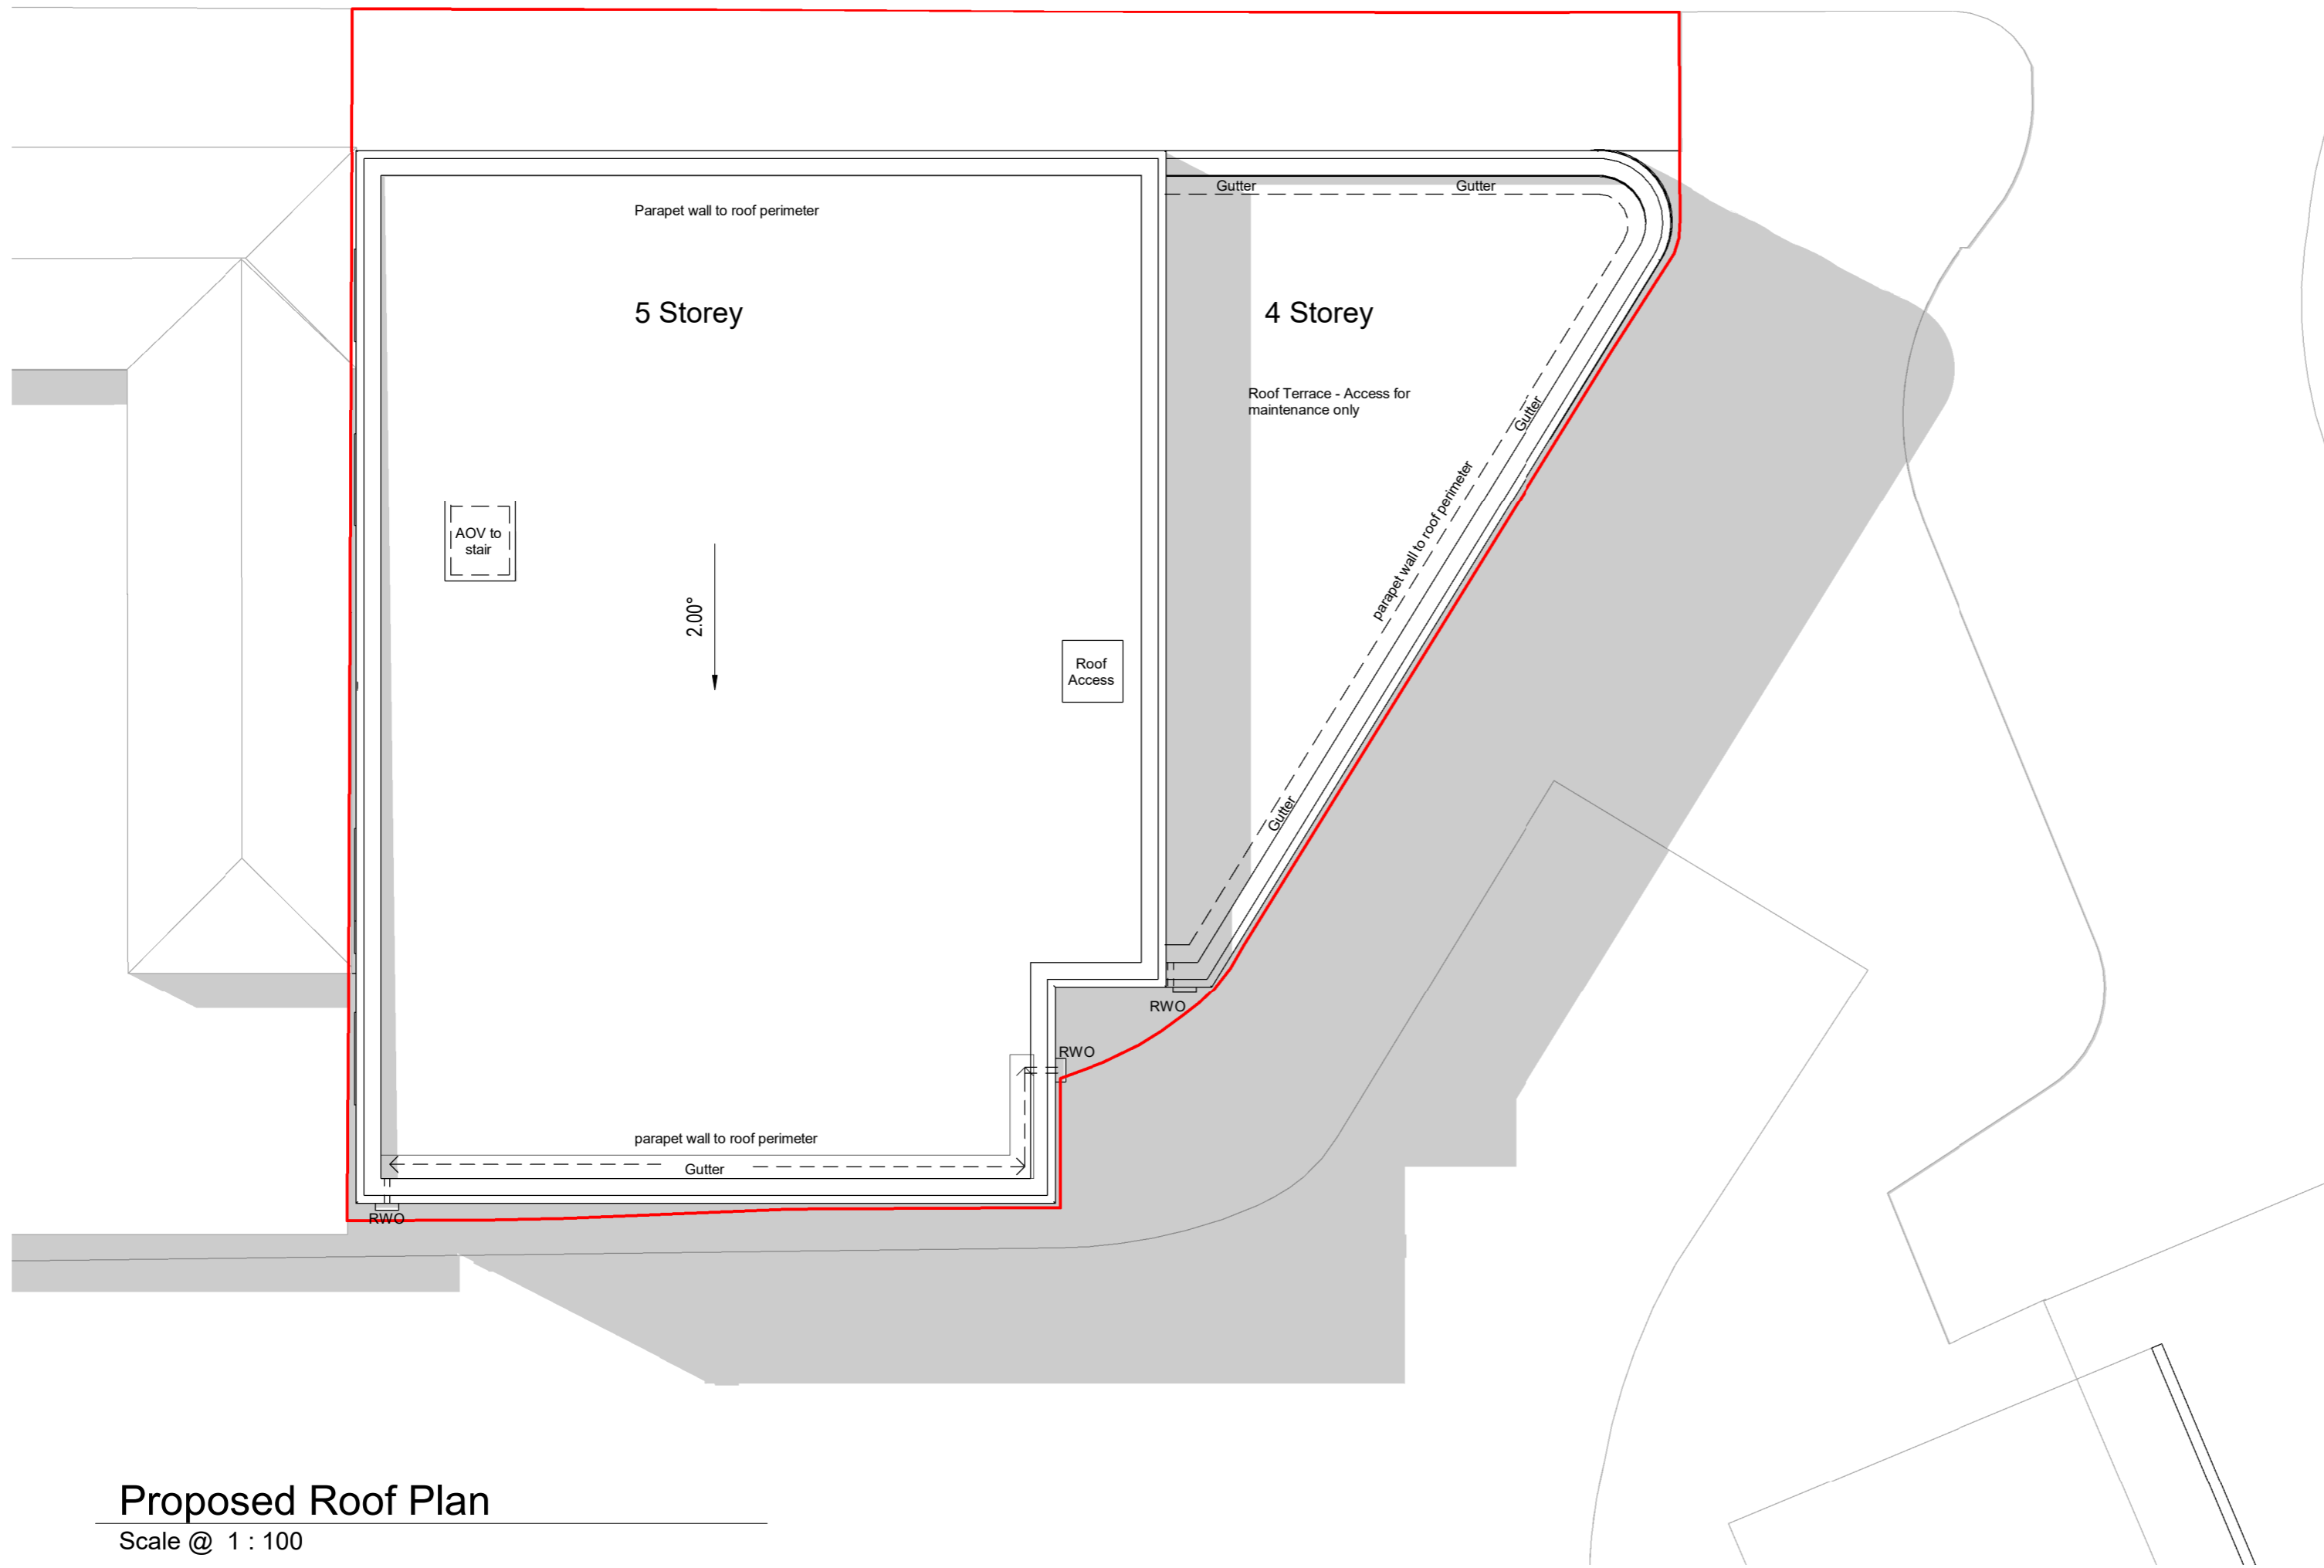 Gutter
Gutter
Parapet wall to roof perimeter
5 Storey
4 Storey
Roof Terrace - Access for
maintenance only
Gutter
parapet wall to roof perimeter
AOV to
stair
2.00°
Roof
Access
Gutter
RWO
RWO
parapet wall to roof perimeter
Gutter
RWO
Proposed Roof Plan
Scale @ 1 : 100